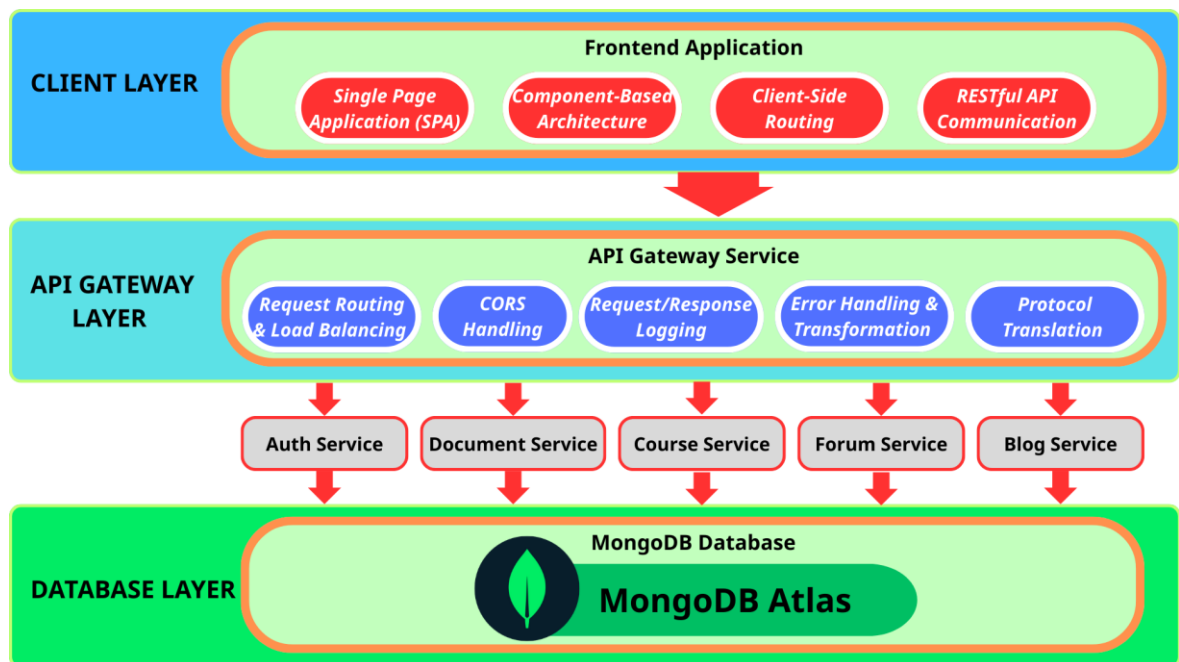 CLIENT LAYER
Frontend Application
Single Page
Application (SPA)
Component-Based
Architecture
Client-Side
Routing
RESTful API
Communication
API GATEWAY
LAYER
API Gateway Service
Request Routing
& Load Balancing
CORS
Handling
Request/Response
Logging
Error Handling &
Transformation
Protocol
Translation
Auth Service
Document Service
Course Service
Forum Service
Blog Service
DATABASE LAYER
MongoDB Database
MongoDB Atlas